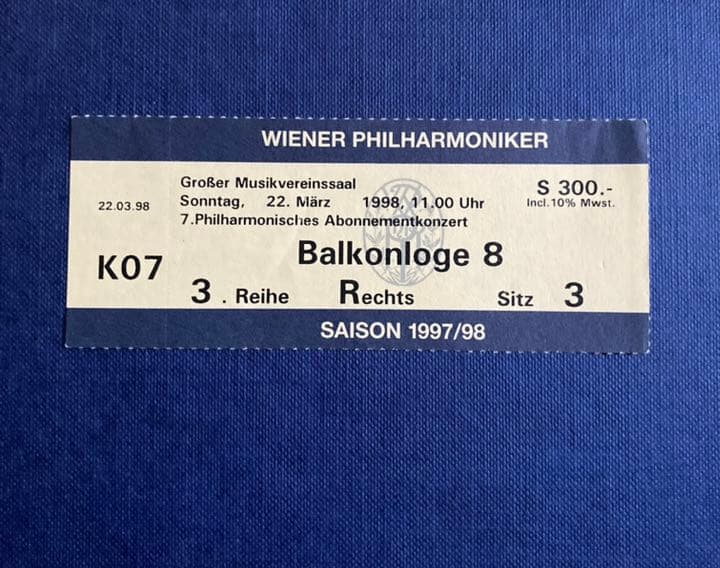 WIENER PHILHARMONIKER
Großer Musikvereinssaal
S 300.-
22.03.98
Sonntag, 22. März 1998, 11.00 Uhr
Incl.10% Mwst.
7.Philharmonisches Abonnementkonzert
Balkonloge 8
K07
3 . Reihe Rechts Sitz 3
SAISON 1997/98